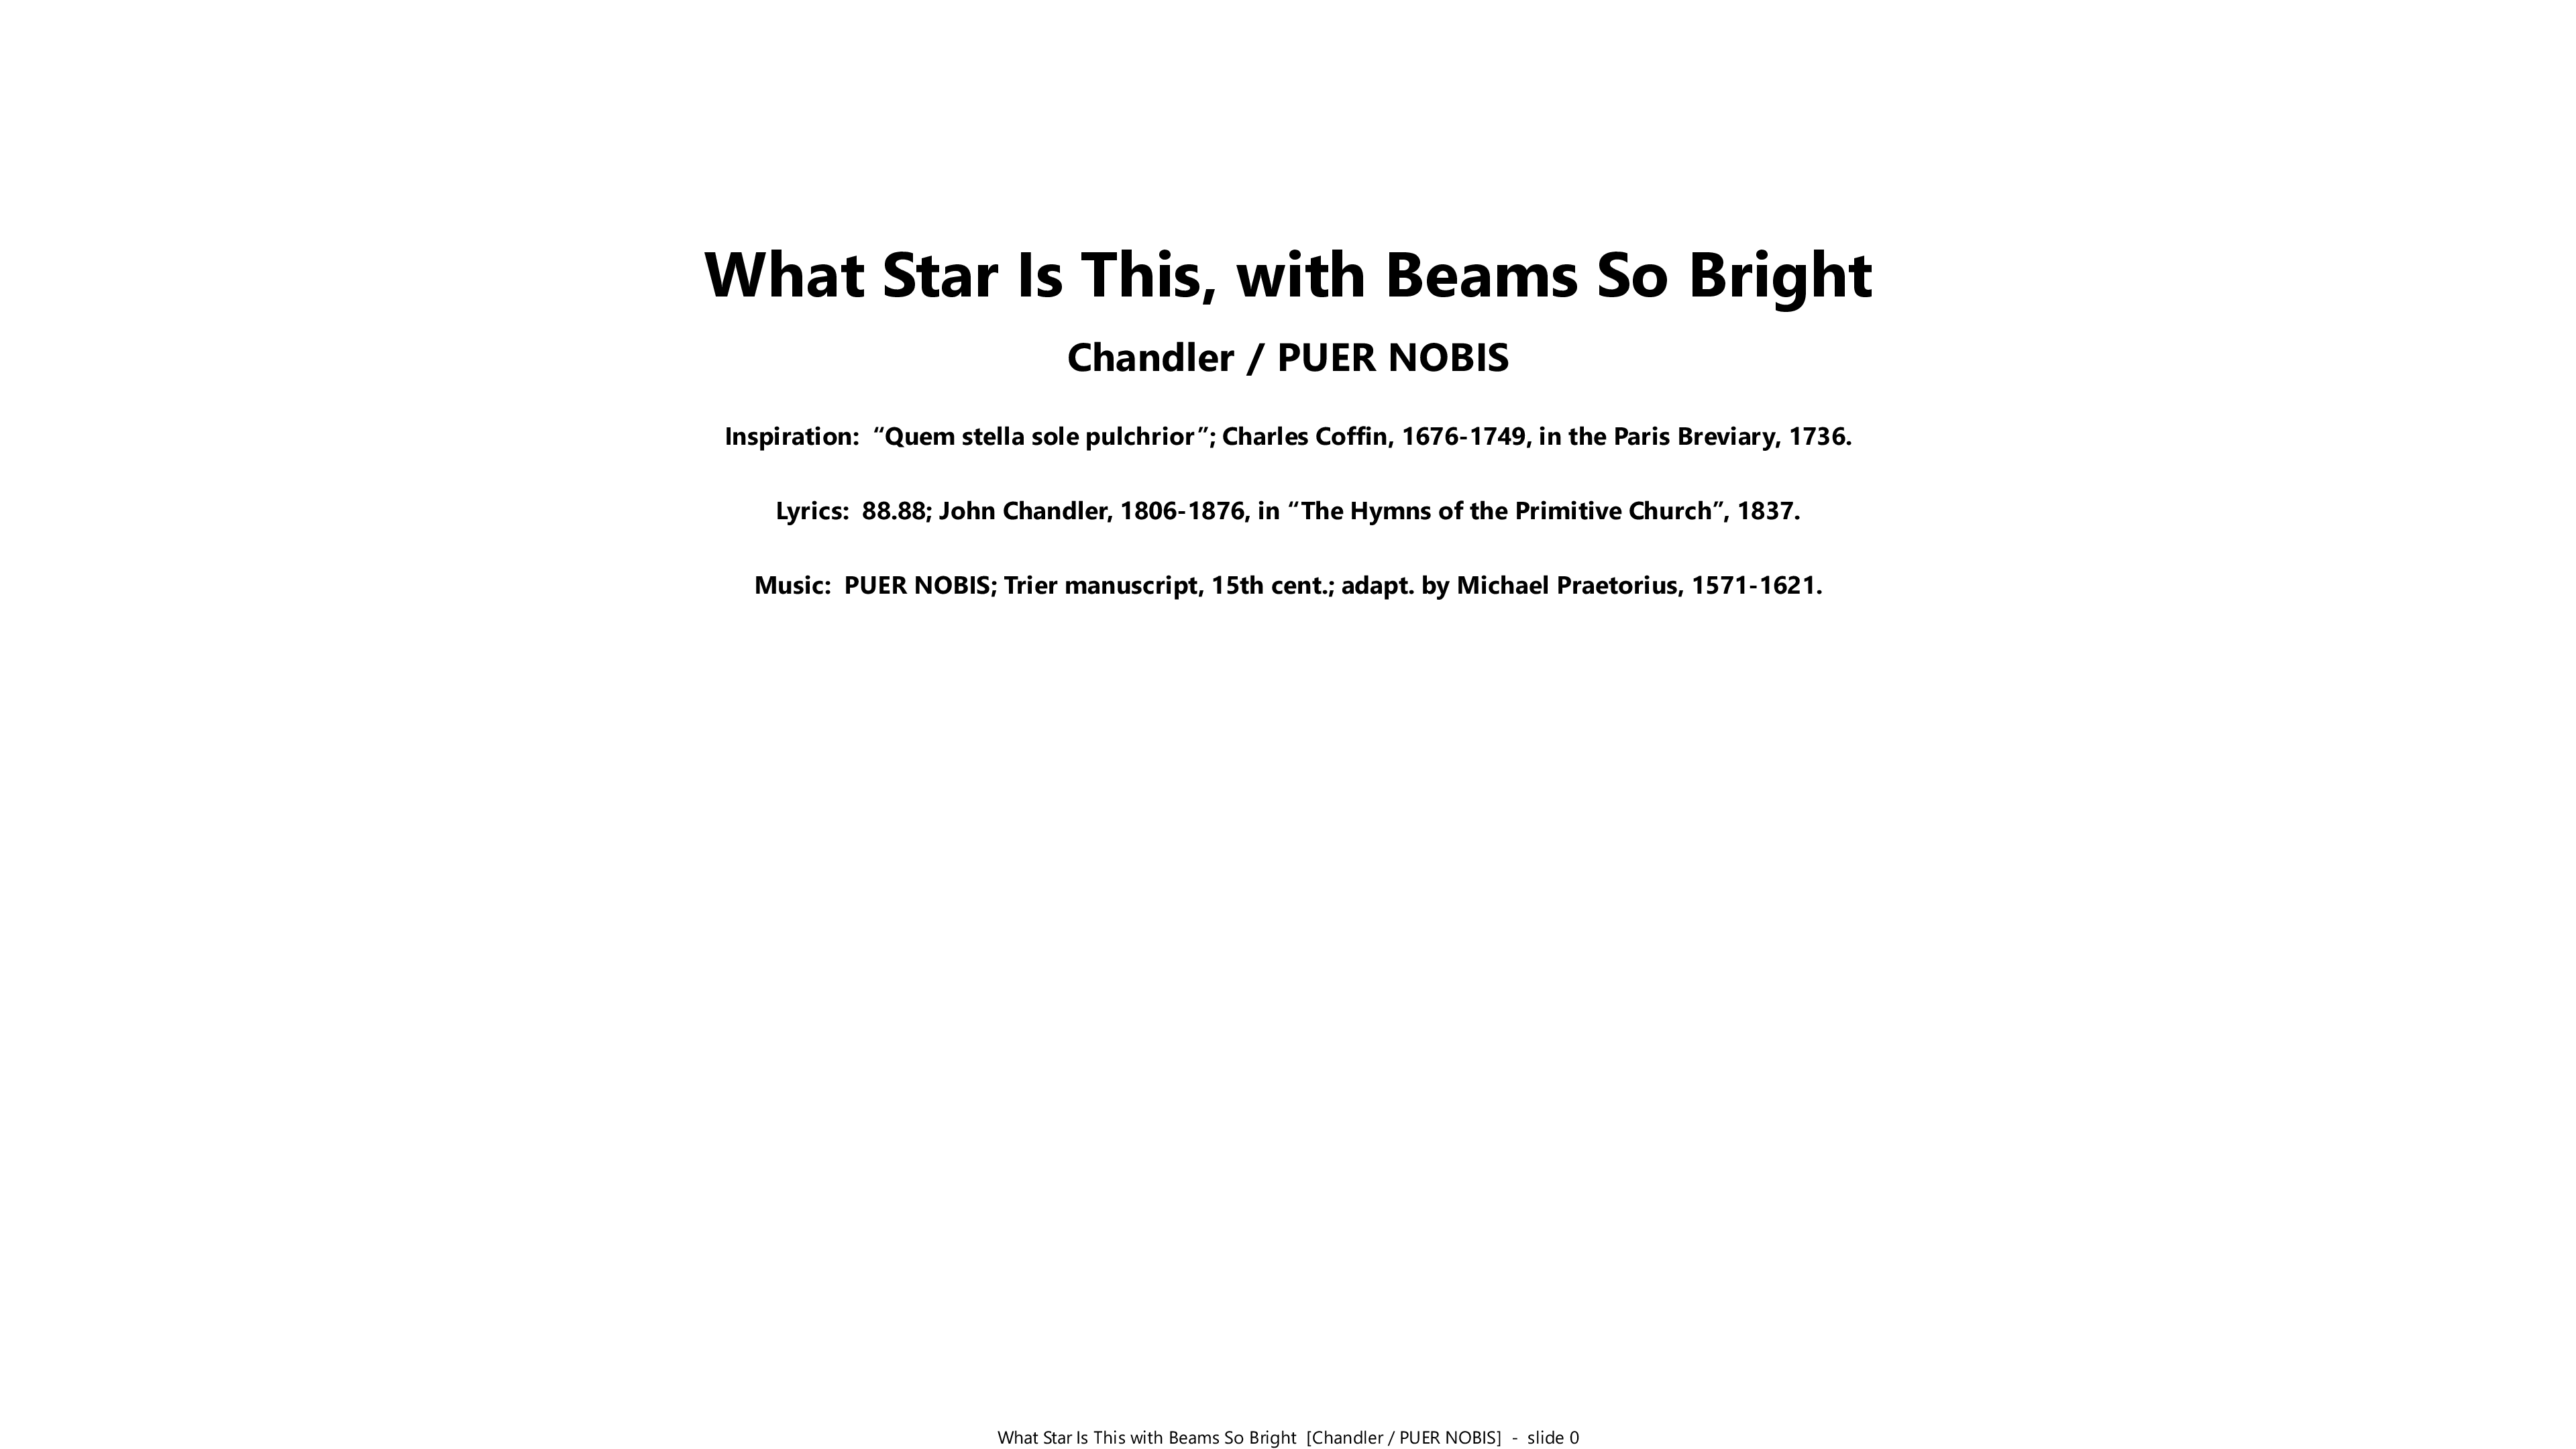 What Star Is This, with Beams So Bright
Chandler / PUER NOBIS
Inspiration:  “Quem stella sole pulchrior”; Charles Coffin, 1676-1749, in the Paris Breviary, 1736.
Lyrics:  88.88; John Chandler, 1806-1876, in “The Hymns of the Primitive Church”, 1837.
Music:  PUER NOBIS; Trier manuscript, 15th cent.; adapt. by Michael Praetorius, 1571-1621.
What Star Is This with Beams So Bright  [Chandler / PUER NOBIS]  -  slide 0